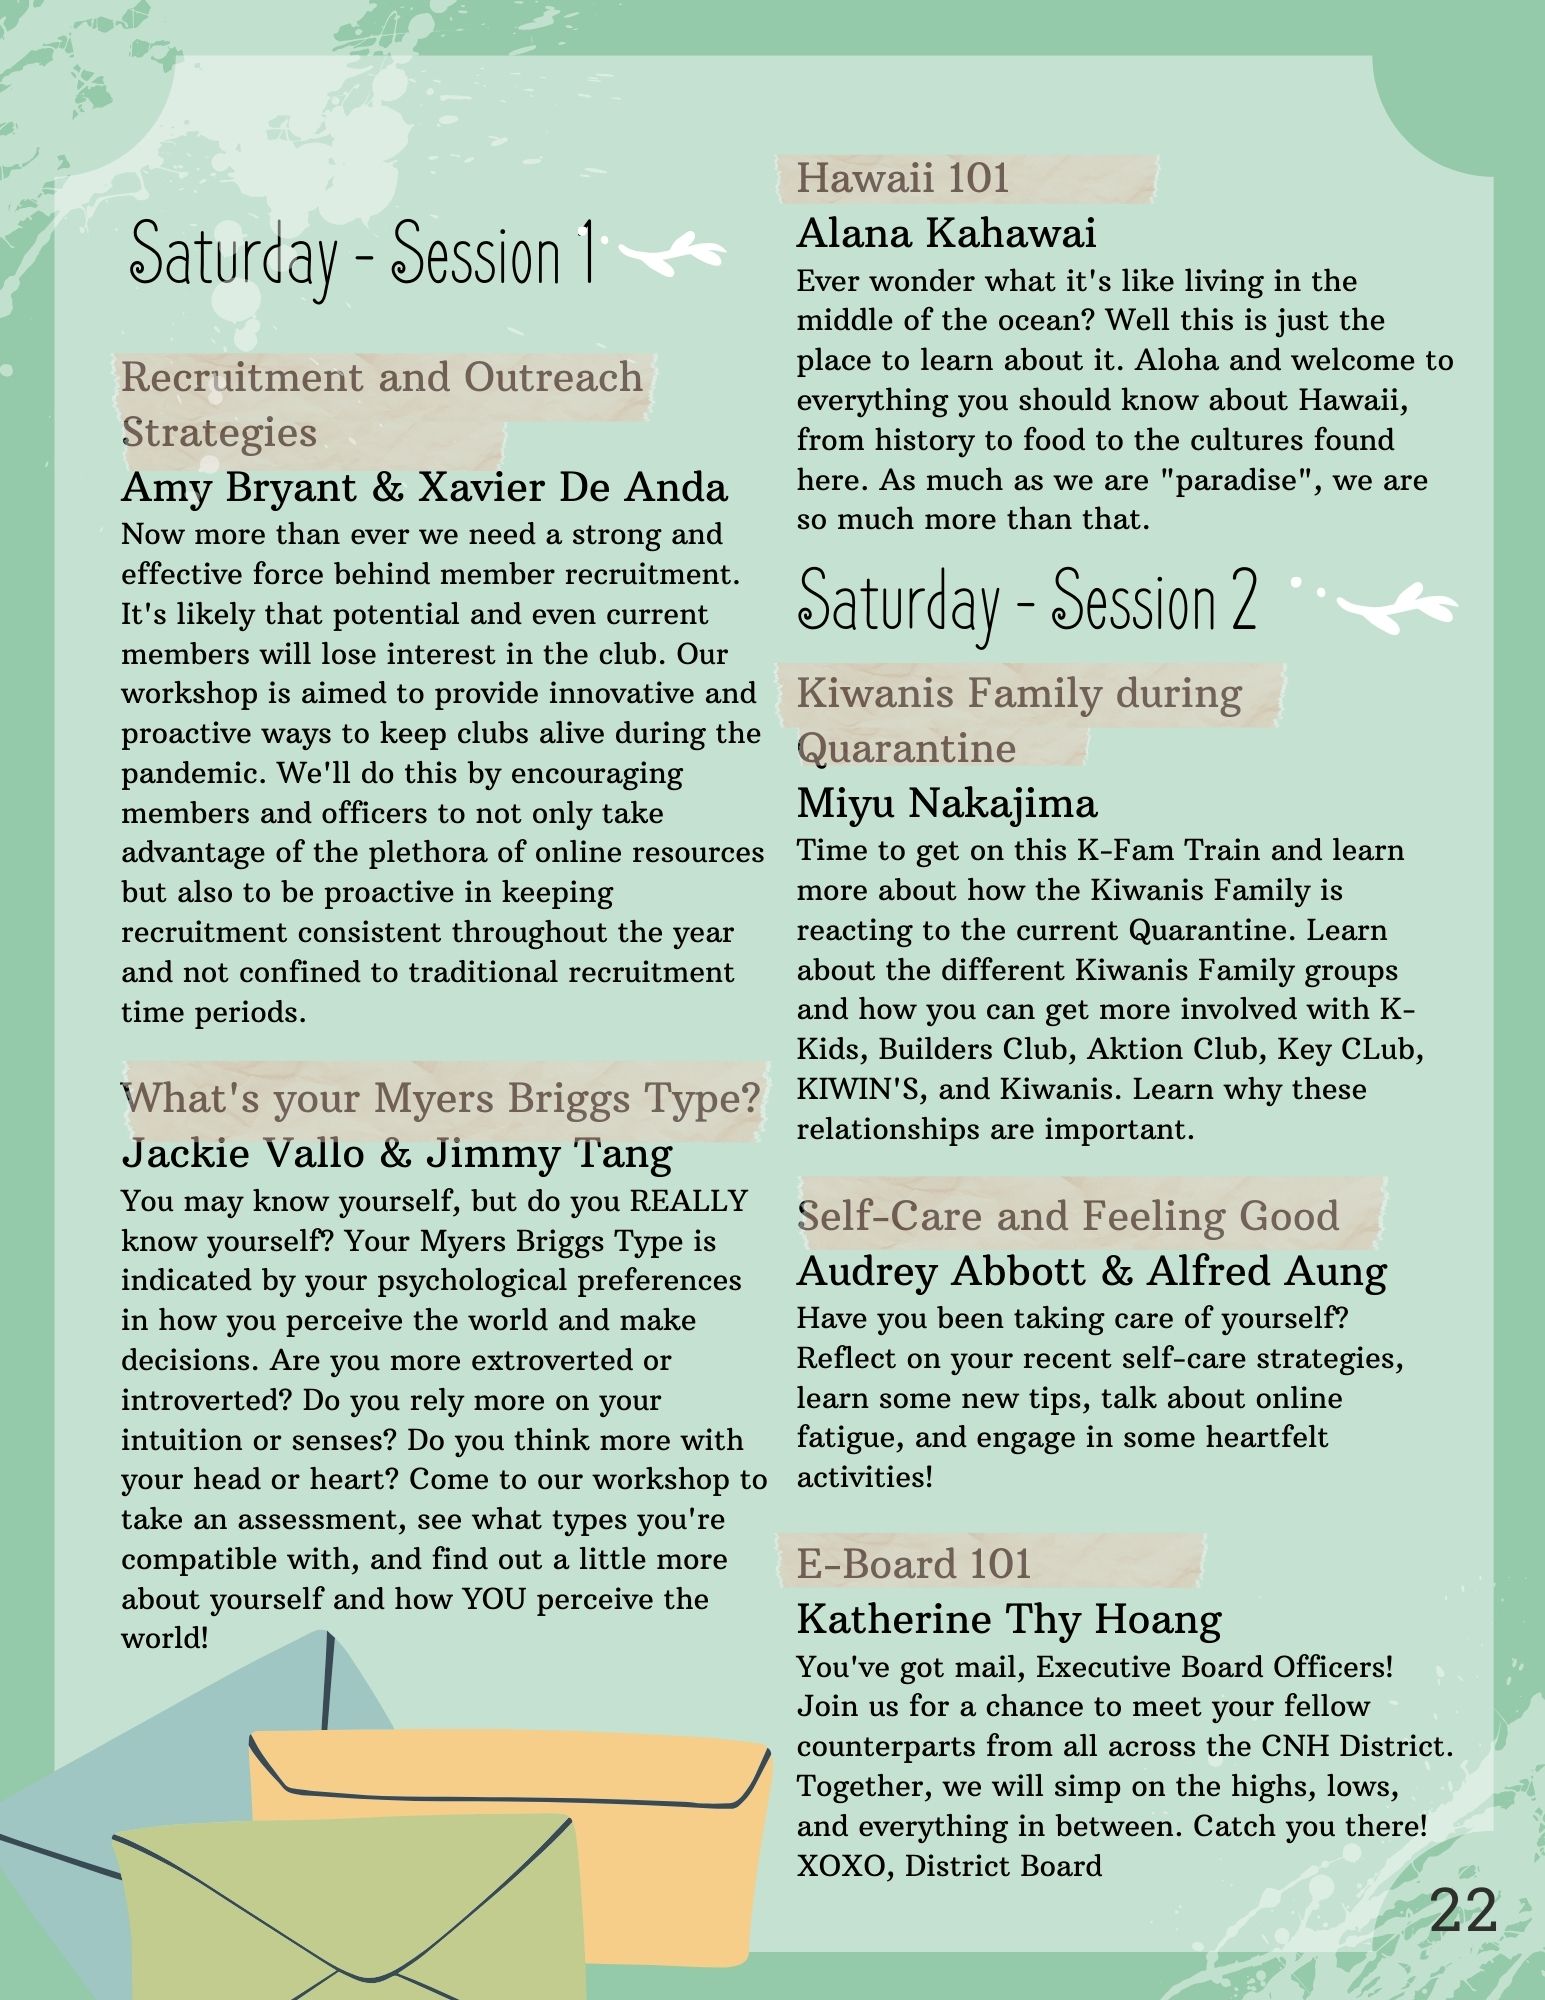 Saturday - Session 1
Recruitment and Outreach
Strategies
Amy Bryant & Xavier De Anda
Now more than ever we need a strong and
effective force behind member recruitment.
It's likely that potential and even current
members will lose interest in the club. Our
workshop is aimed to provide innovative and
proactive ways to keep clubs alive during the
pandemic. We'll do this by encouraging
members and officers to not only take
advantage of the plethora of online resources
but also to be proactive in keeping
recruitment consistent throughout the year
and not confined to traditional recruitment
time periods.
What's your Myers Briggs Type?
Jackie Vallo & Jimmy Tang
You may know yourself, but do you REALLY
know yourself? Your Myers Briggs Type is
indicated by your psychological preferences
in how you perceive the world and make
decisions. Are you more extroverted or
introverted? Do you rely more on your
intuition or senses? Do you think more with
your head or heart? Come to our workshop to
take an assessment, see what types you're
compatible with, and find out a little more
about yourself and how YOU perceive the
world!
Hawaii 101
Alana Kahawai
Ever wonder what it's like living in the
middle of the ocean? Well this is just the
place to learn about it. Aloha and welcome to
everything you should know about Hawaii,
from history to food to the cultures found
here. As much as we are "paradise", we are
so much more than that.
Saturday - Session 2
Kiwanis Family during
Quarantine
Miyu Nakajima
Time to get on this K-Fam Train and learn
more about how the Kiwanis Family is
reacting to the current Quarantine. Learn
about the different Kiwanis Family groups
and how you can get more involved with K-
Kids, Builders Club, Aktion Club, Key CLub,
KIWIN'S, and Kiwanis. Learn why these
relationships are important.
Self-Care and Feeling Good
Audrey Abbott & Alfred Aung
Have you been taking care of yourself?
Reflect on your recent self-care strategies,
learn some new tips, talk about online
fatigue, and engage in some heartfelt
activities!
E-Board 101
Katherine Thy Hoang
You've got mail, Executive Board Officers!
Join us for a chance to meet your fellow
counterparts from all across the CNH District.
Together, we will simp on the highs, lows,
and everything in between. Catch you there!
XOXO, District Board
22